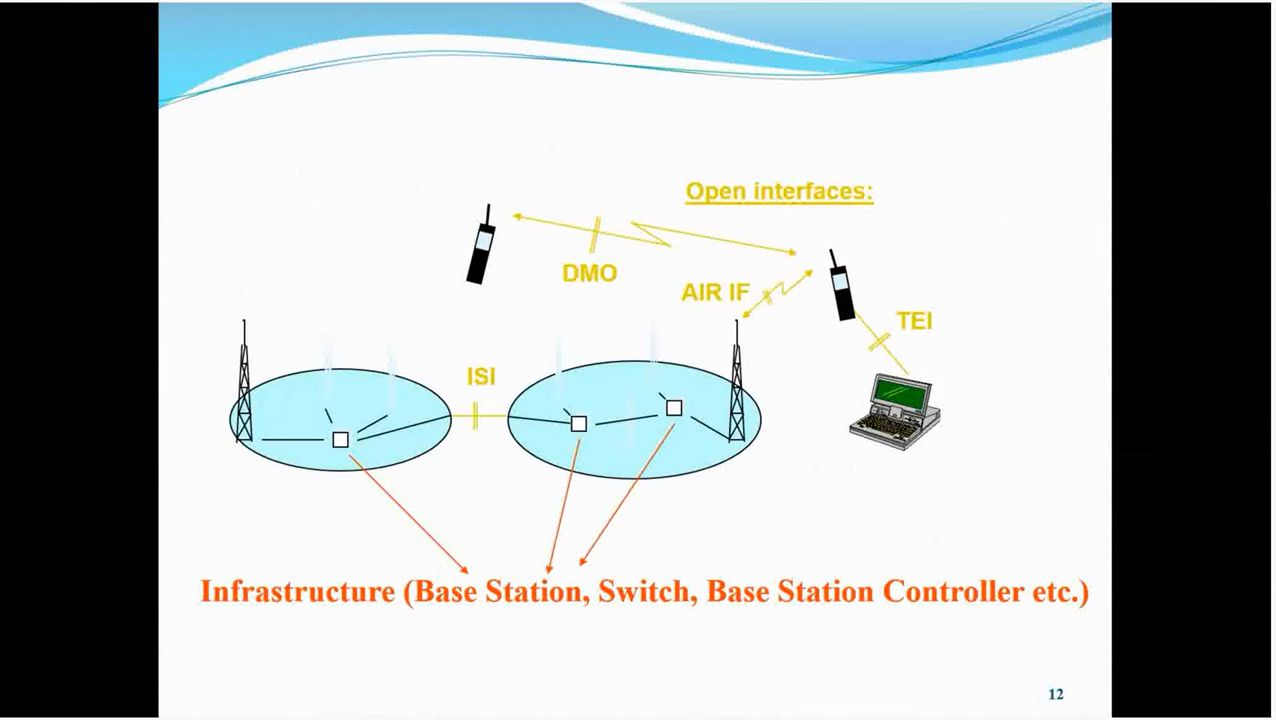 Open interfaces:
DMO
AIR IF
TEI
ISI
Infrastructure (Base Station, Switch, Base Station Controller etc.)
12